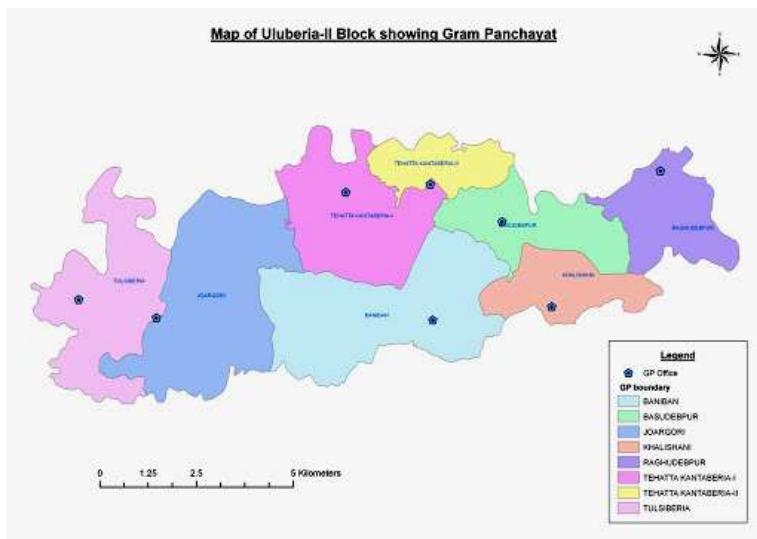 Map of Uluberia-II Block showing Gram Panchayat
TEHATTA KANTABERIA-II
TEHATTA KANTABERIA-I
BASUDEBPUR
RAGHUDEBPUR
TULSIBERIA
KHALISHANI
JOARGORI
BANIBAN
Legend
GP Office
GP boundary
BANIBAN
BASUDEBPUR
JOARGORI
KHALISHANI
RAGHUDEBPUR
TEHATTA KANTABERIA-I
TEHATTA KANTABERIA-II
TULSIBERIA
0 1.25 2.5 5 Kilometers